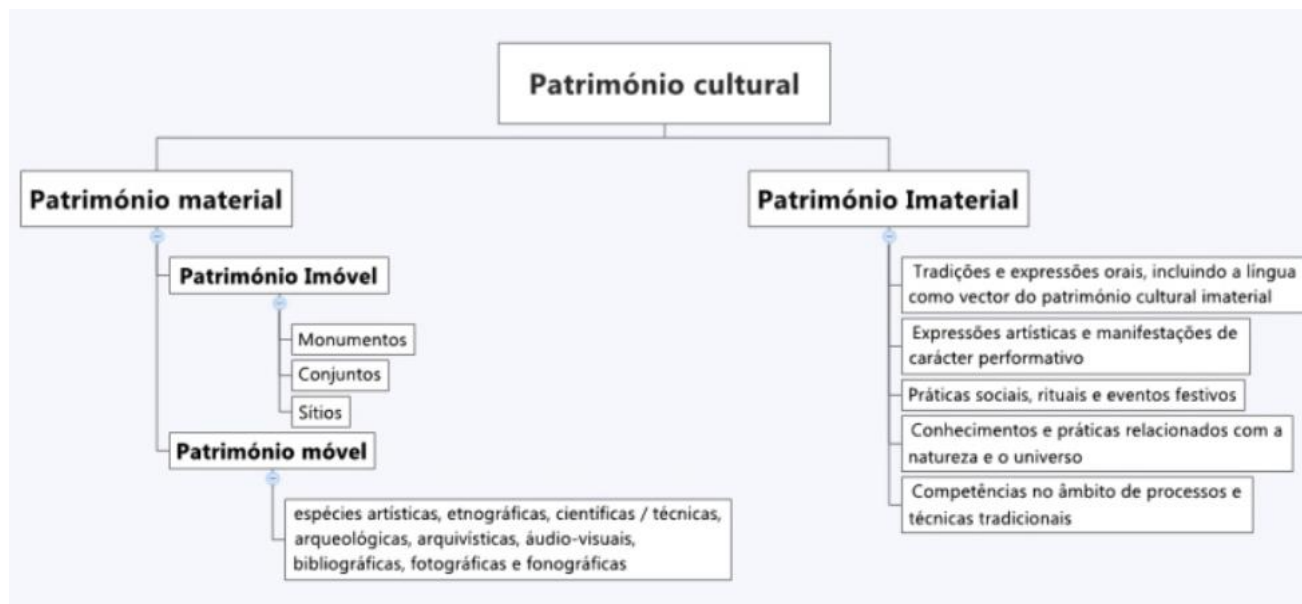 Património cultural
Património material
Património Imóvel
Monumentos
Conjuntos
Sítios
Património móvel
espécies artísticas, etnográficas, científicas / técnicas,
arqueológicas, arquivísticas, áudio-visuais,
bibliográficas, fotográficas e fonográficas
Património Imaterial
Tradições e expressões orais, incluindo a língua
como vector do património cultural imaterial
Expressões artísticas e manifestações de
carácter performativo
Práticas sociais, rituais e eventos festivos
Conhecimentos e práticas relacionados com a
natureza e o universo
Competências no âmbito de processos e
técnicas tradicionais